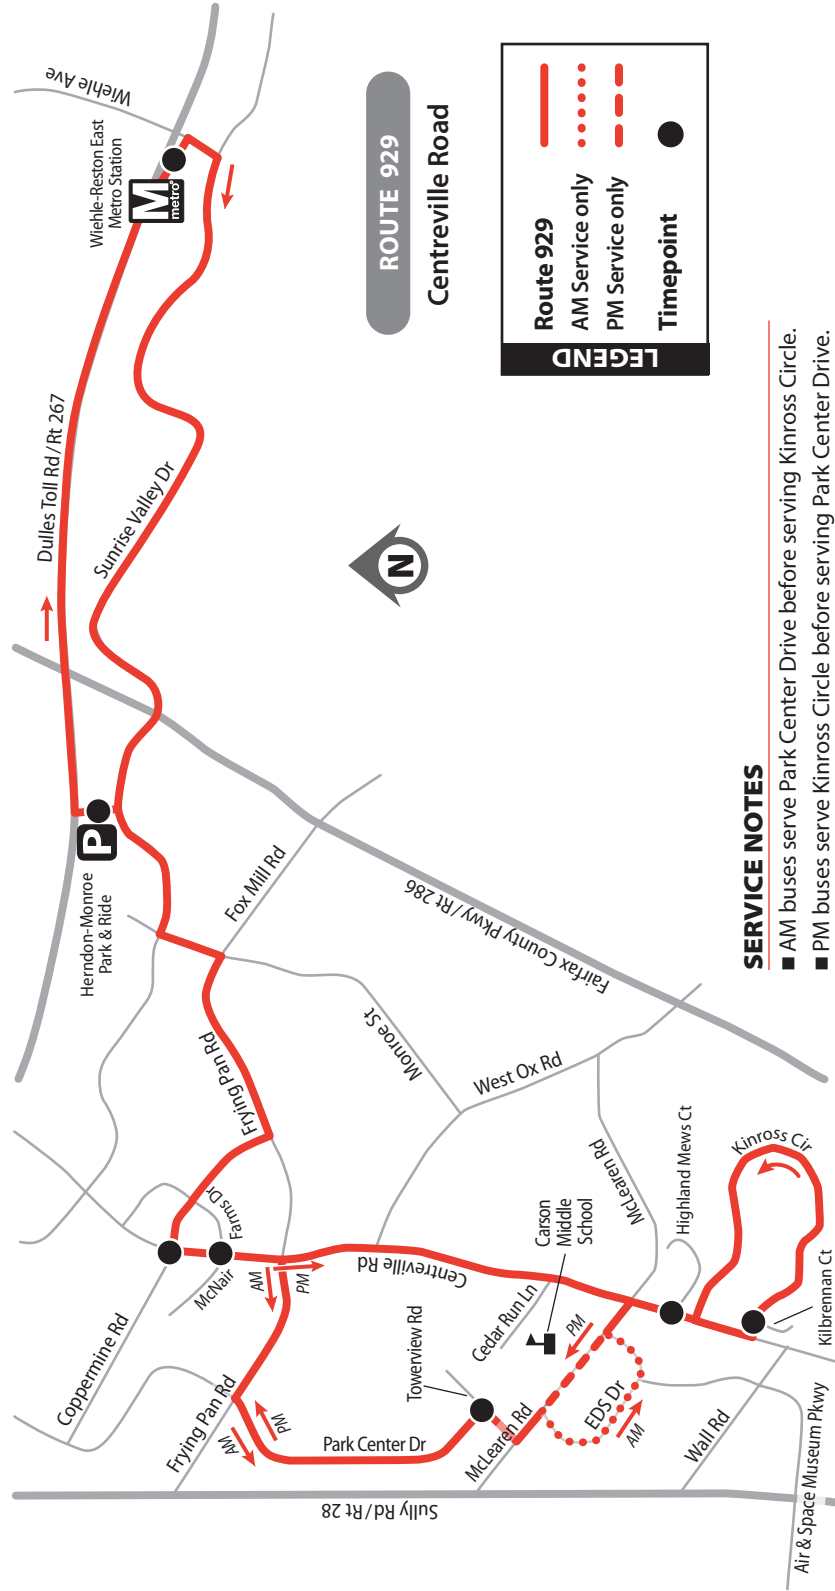 Wiehle Ave
Wiehle-Reston East
Metro Station
M
metro®
Dulles Toll Rd / Rt 267
Sunrise Valley Dr
P
Herndon-Monroe
Park & Ride
Fox Mill Rd
Fairfax County Pkwy / Rt 286
Monroe St
West Ox Rd
Frying Pan Rd
Farms Dr
McNair
Coppermine Rd
AM
PM
Centreville Rd
Frying Pan Rd
AM
PM
Park Center Dr
Towerview Rd
Cedar Run Ln
Carson
Middle
School
McLearen Rd
McLearen Rd
PM
EDS Dr
AM
Highland Mews Ct
Kinross Cir
Kilbrennan Ct
Wall Rd
Air & Space Museum Pkwy
Sully Rd / Rt 28
N
ROUTE 929
Centreville Road
LEGEND
Route 929
AM Service only
PM Service only
Timepoint
SERVICE NOTES
■ AM buses serve Park Center Drive before serving Kinross Circle.
■ PM buses serve Kinross Circle before serving Park Center Drive.